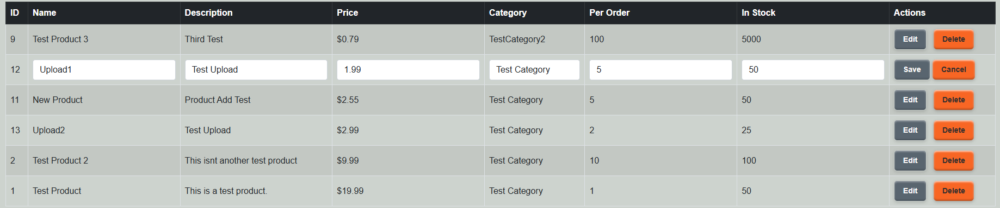 ID Name Description Price Category Per Order In Stock Actions
9 Test Product 3 Third Test $0.79 TestCategory2 100 5000 Edit Delete
12 Upload1 Test Upload 1.99 Test Category 5 50 Save Cancel
11 New Product Product Add Test $2.55 Test Category 5 50 Edit Delete
13 Upload2 Test Upload $2.99 Test Category 2 25 Edit Delete
2 Test Product 2 This isnt another test product $9.99 Test Category 10 100 Edit Delete
1 Test Product This is a test product. $19.99 Test Category 1 50 Edit Delete